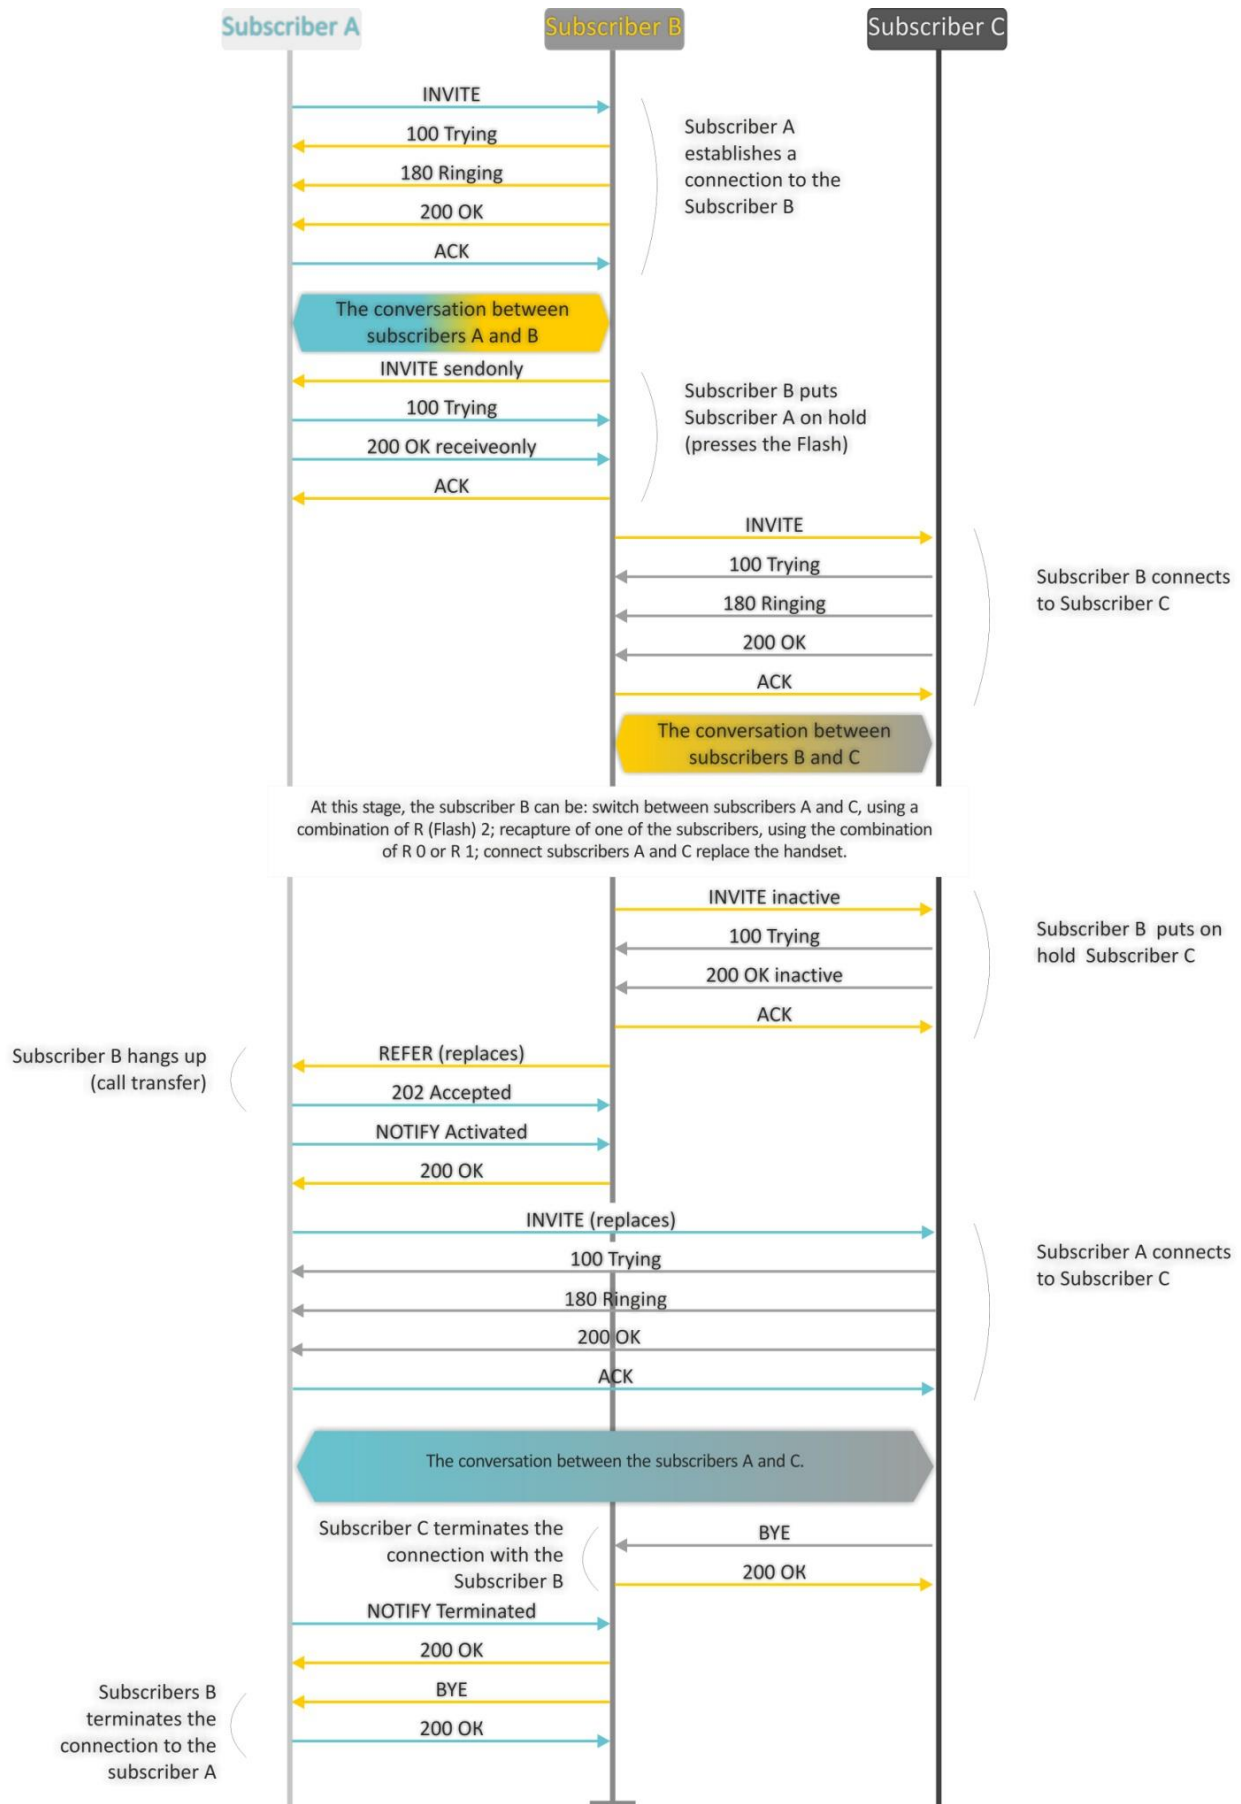 Subscriber A
Subscriber B
Subscriber C
INVITE
100 Trying
180 Ringing
200 OK
ACK
Subscriber A
establishes a
connection to the
Subscriber B
The conversation between
subscribers A and B
INVITE sendonly
100 Trying
200 OK receiveonly
ACK
Subscriber B puts
Subscriber A on hold
(presses the Flash)
INVITE
100 Trying
180 Ringing
200 OK
ACK
Subscriber B connects
to Subscriber C
The conversation between
subscribers B and C
At this stage, the subscriber B can be: switch between subscribers A and C, using a
combination of R (Flash) 2; recapture of one of the subscribers, using the combination
of R 0 or R 1; connect subscribers A and C replace the handset.
INVITE inactive
100 Trying
200 OK inactive
ACK
Subscriber B  puts on
hold  Subscriber C
Subscriber B hangs up
(call transfer)
REFER (replaces)
202 Accepted
NOTIFY Activated
200 OK
INVITE (replaces)
100 Trying
180 Ringing
200 OK
ACK
Subscriber A connects
to Subscriber C
The conversation between the subscribers A and C.
Subscriber C terminates the
connection with the
Subscriber B
BYE
200 OK
NOTIFY Terminated
200 OK
BYE
200 OK
Subscribers B
terminates the
connection to the
subscriber A